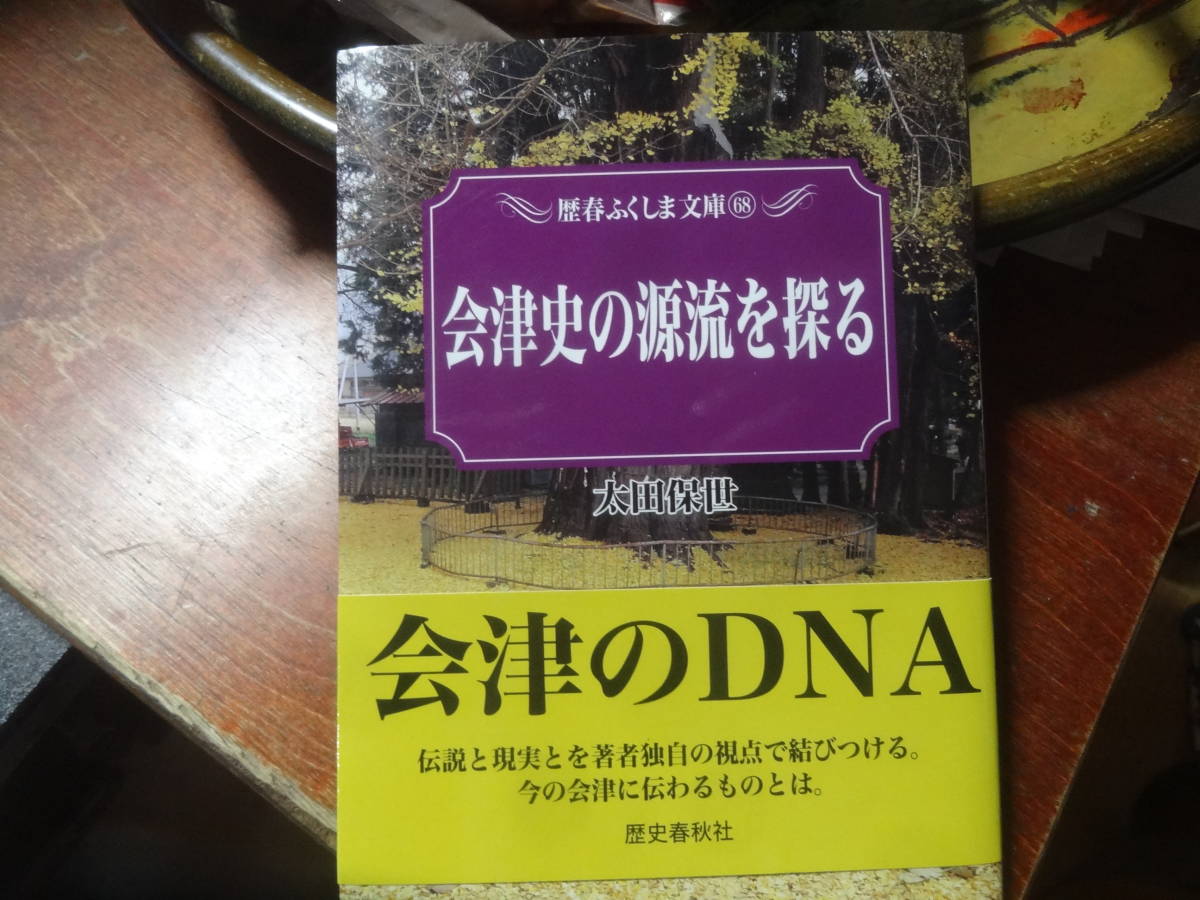 歴春ふくしま文庫68
会津史の源流を探る
太田保世
会津のDNA
伝説と現実とを著者独自の視点で結びつける。
今の会津に伝わるものとは。
歴史春秋社